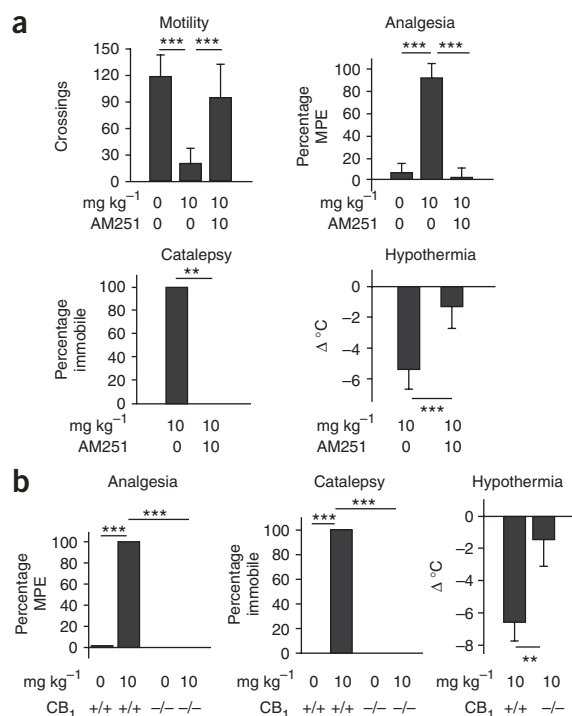 a
Motility
Analgesia
*** ***
*** ***
Crossings
150
120
90
60
30
0
Percentage
MPE
100
80
60
40
20
0
mg kg⁻¹ 0 10 10
AM251 0 0 10
mg kg⁻¹ 0 10 10
AM251 0 0 10
Catalepsy
Hypothermia
**
Percentage
immobile
100
80
60
40
20
0
Δ °C
0
−2
−4
−6
***
mg kg⁻¹ 10 10
AM251 0 10
mg kg⁻¹ 10 10
AM251 0 10
b
Analgesia
Catalepsy
Hypothermia
***
***
***
***
Percentage
MPE
100
80
60
40
20
0
Percentage
immobile
100
80
60
40
20
0
Δ °C
0
−2
−4
−6
−8
**
mg kg⁻¹ 0 10 0 10
CB₁ +/+ +/+ −/− −/−
mg kg⁻¹ 0 10 0 10
CB₁ +/+ +/+ −/− −/−
mg kg⁻¹ 10 10
CB₁ +/+ −/−